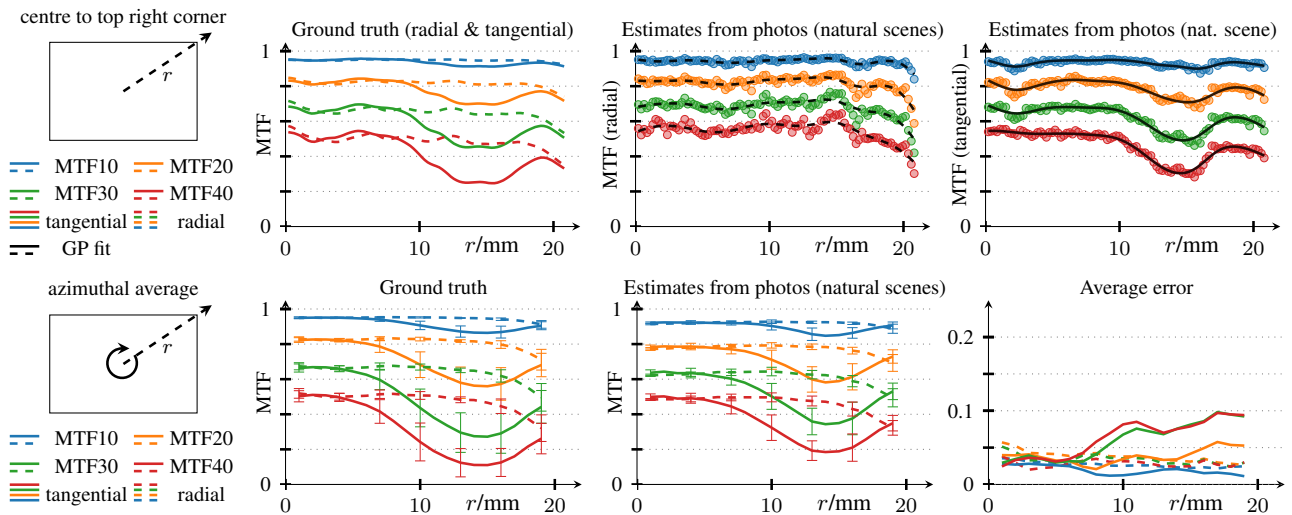 centre to top right corner
r
MTF10 MTF20
MTF30 MTF40
tangential radial
GP fit
Ground truth (radial & tangential)
1
MTF
0
0 10 20
r/mm
Estimates from photos (natural scenes)
1
MTF (radial)
0
0 10 20
r/mm
Estimates from photos (nat. scene)
1
MTF (tangential)
0
0 10 20
r/mm
azimuthal average
r
MTF10 MTF20
MTF30 MTF40
tangential radial
Ground truth
1
MTF
0
0 10 20
r/mm
Estimates from photos (natural scenes)
1
MTF
0
0 10 20
r/mm
Average error
0.2
0.1
0
0 10 20
r/mm